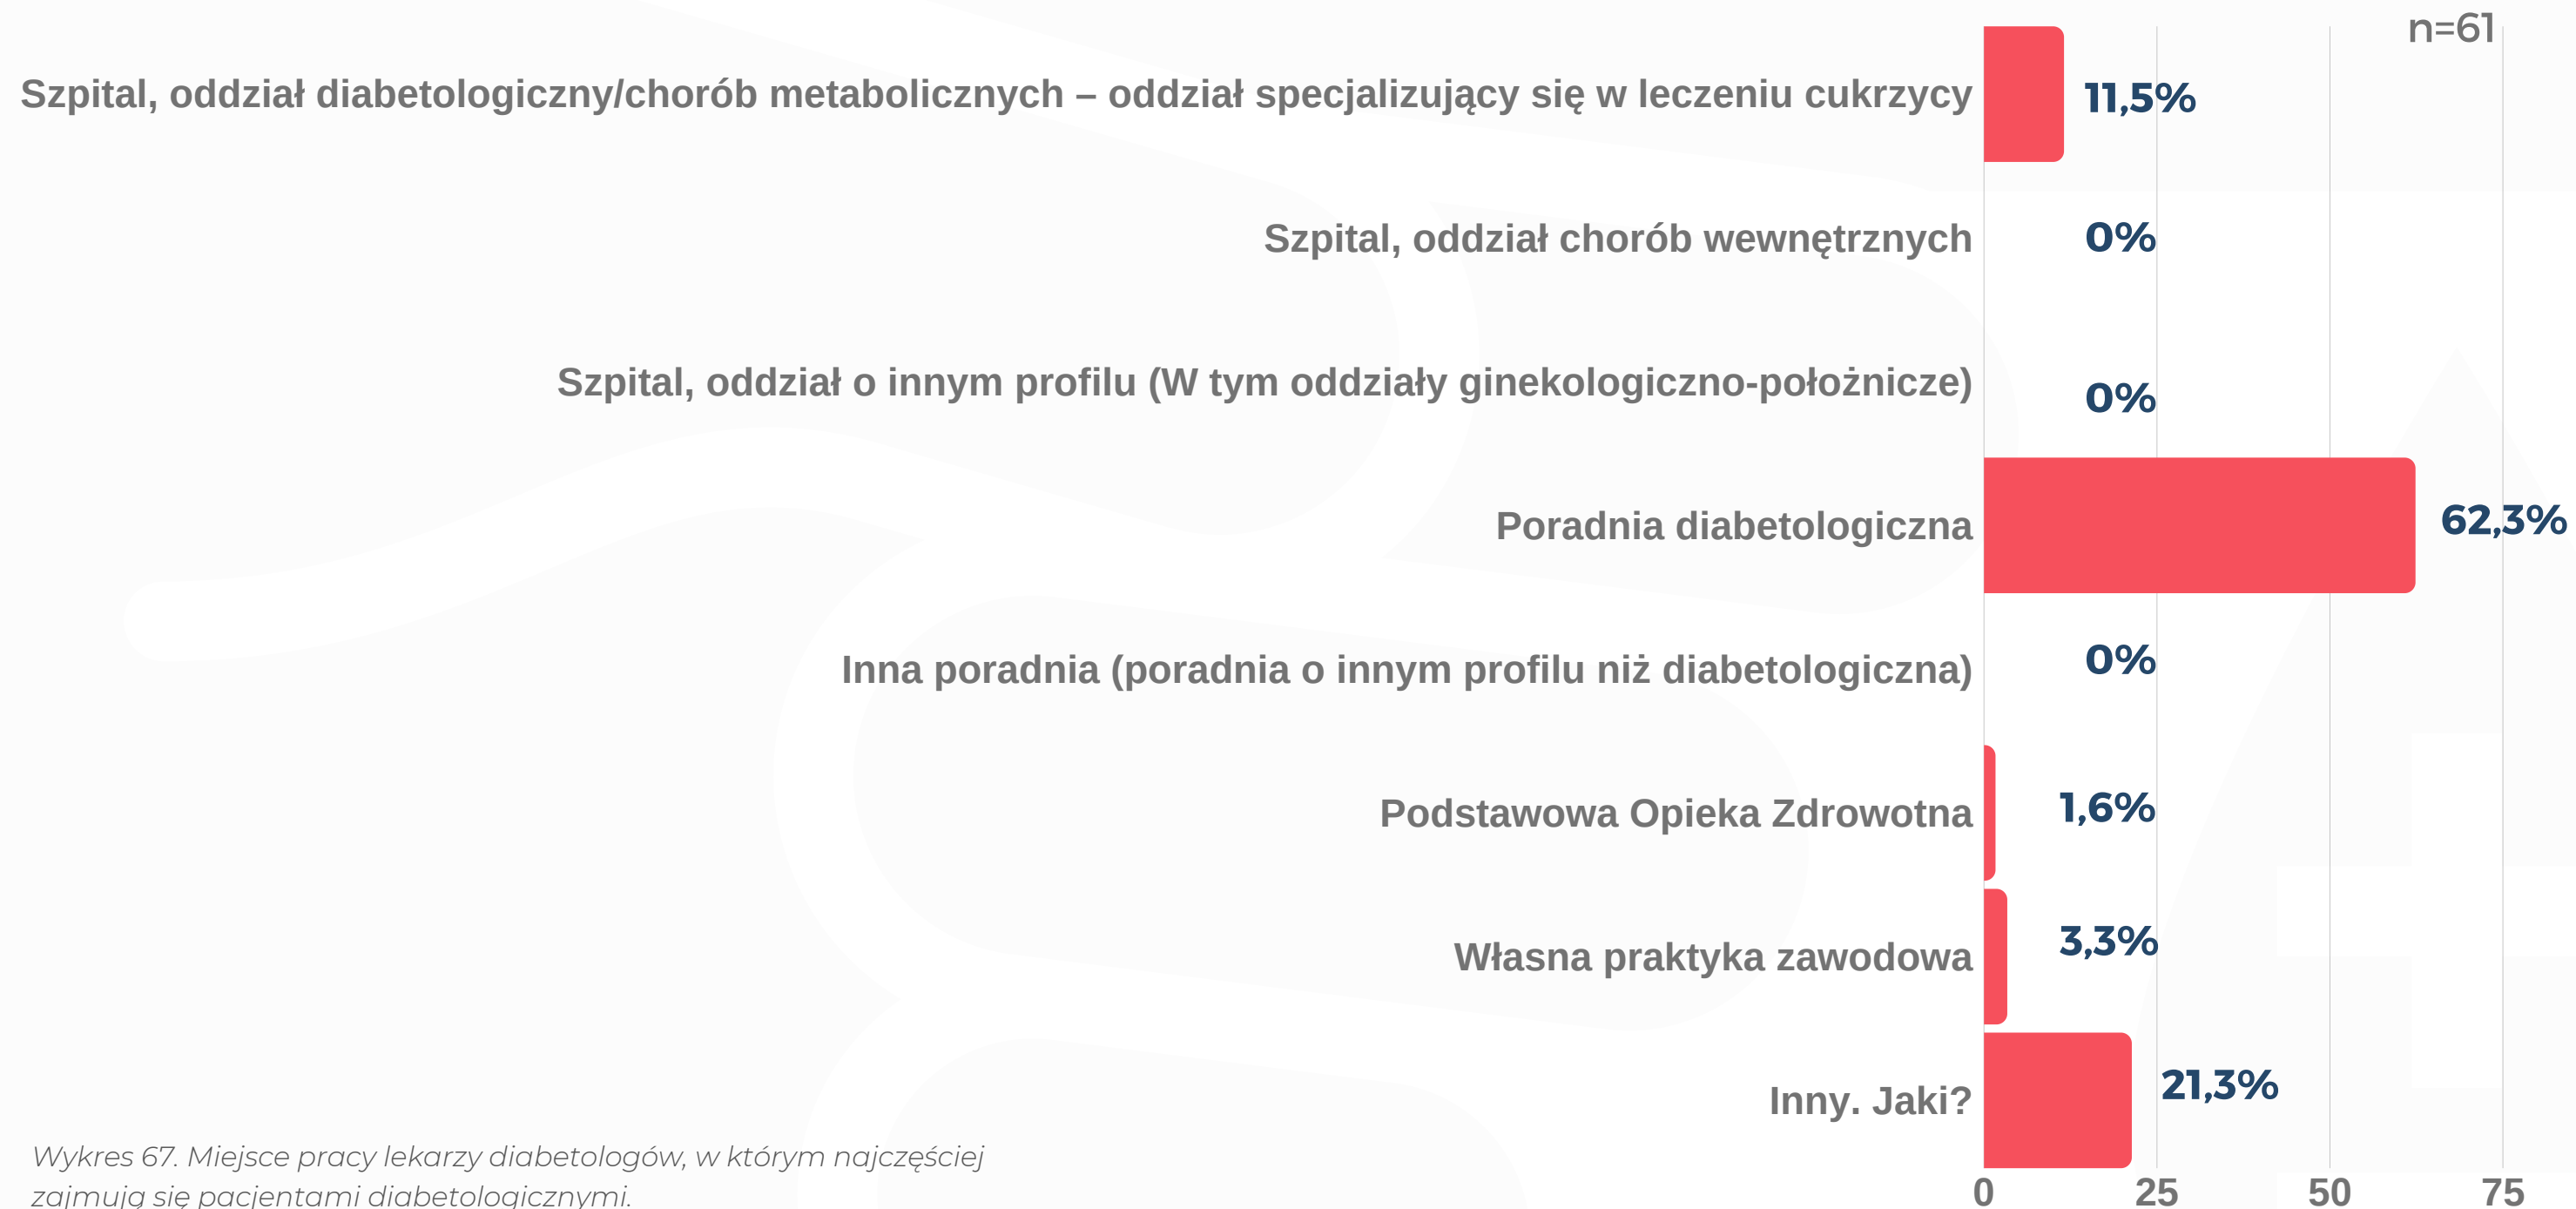 n=61
Szpital, oddział diabetologiczny/chorób metabolicznych – oddział specjalizujący się w leczeniu cukrzycy
11,5%
Szpital, oddział chorób wewnętrznych
0%
Szpital, oddział o innym profilu (W tym oddziały ginekologiczno-położnicze)
0%
Poradnia diabetologiczna
62,3%
Inna poradnia (poradnia o innym profilu niż diabetologiczna)
0%
Podstawowa Opieka Zdrowotna
1,6%
Własna praktyka zawodowa
3,3%
Inny. Jaki?
21,3%
0 25 50 75
Wykres 67. Miejsce pracy lekarzy diabetologów, w którym najczęściej
zajmują się pacjentami diabetologicznymi.